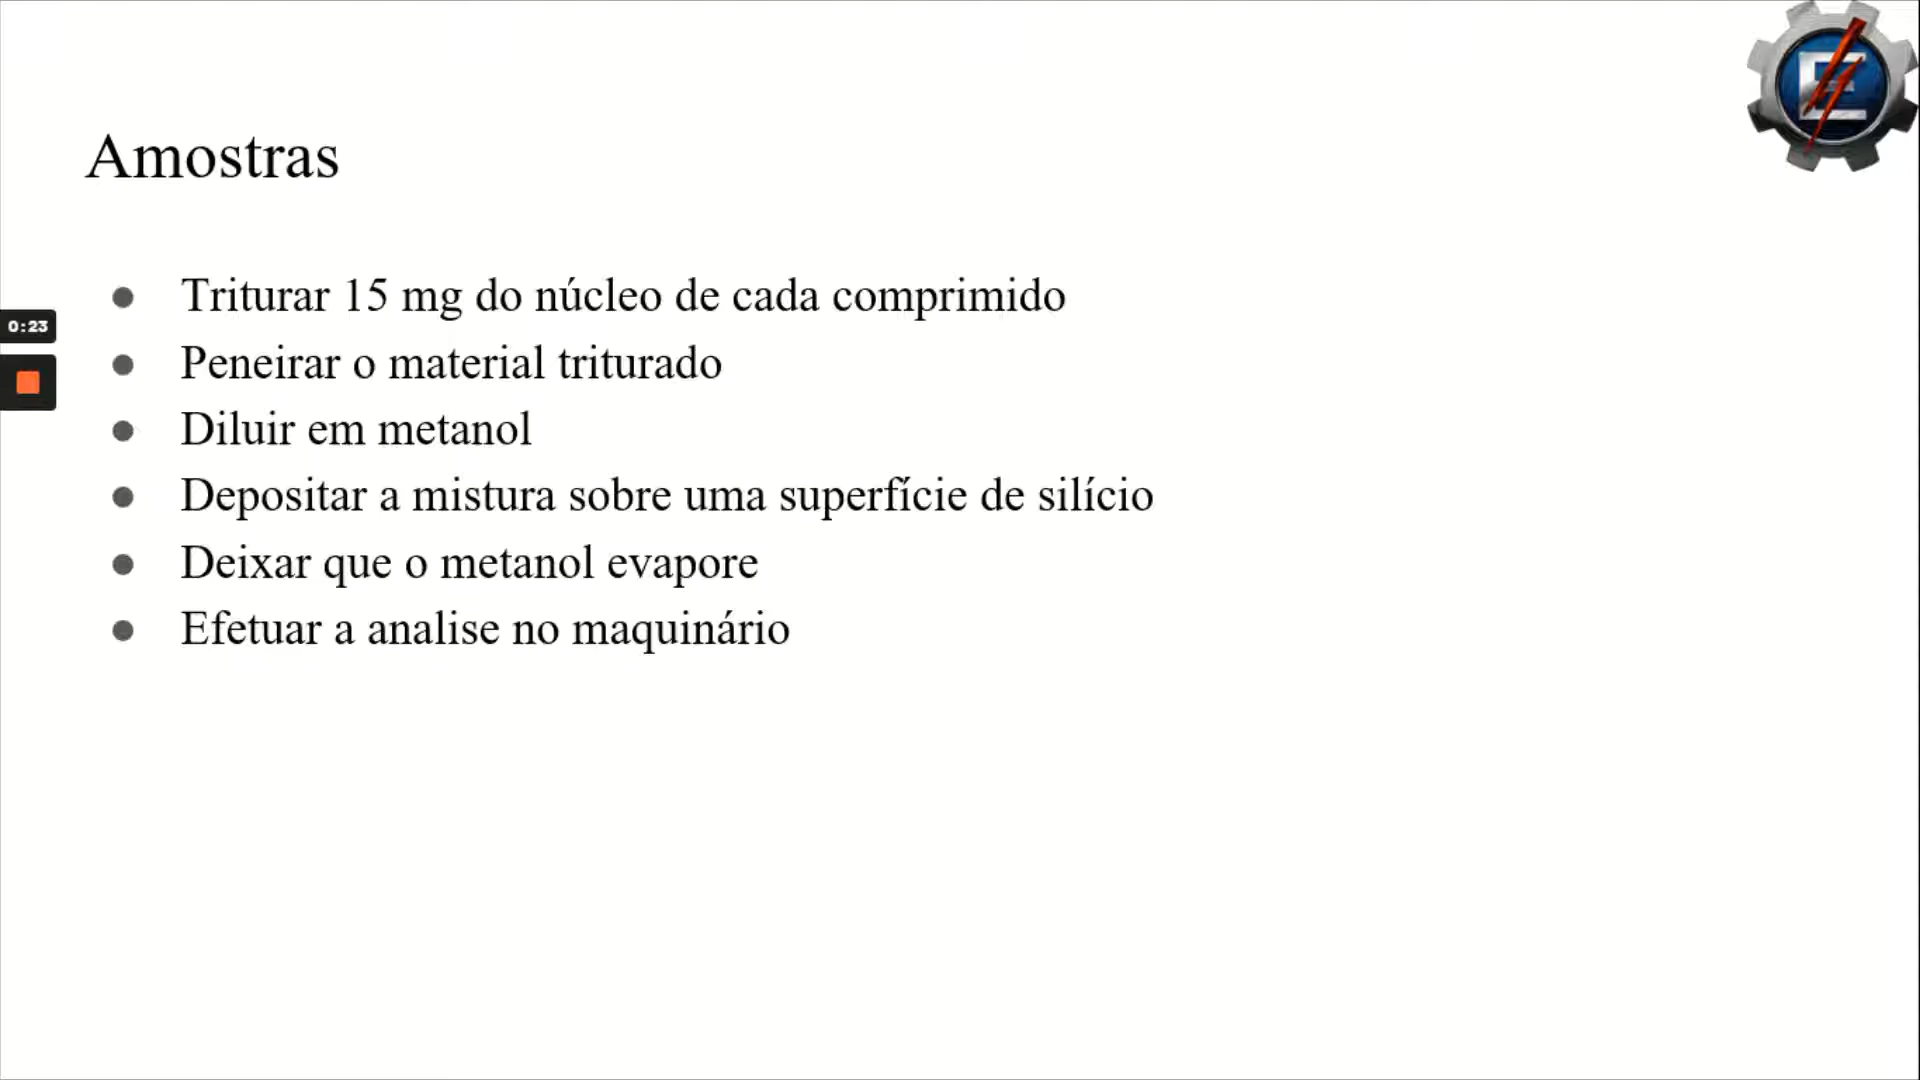 Amostras
Triturar 15 mg do núcleo de cada comprimido
0:23
Peneirar o material triturado
Diluir em metanol
Depositar a mistura sobre uma superfície de silício
Deixar que o metanol evapore
Efetuar a analise no maquinário
E